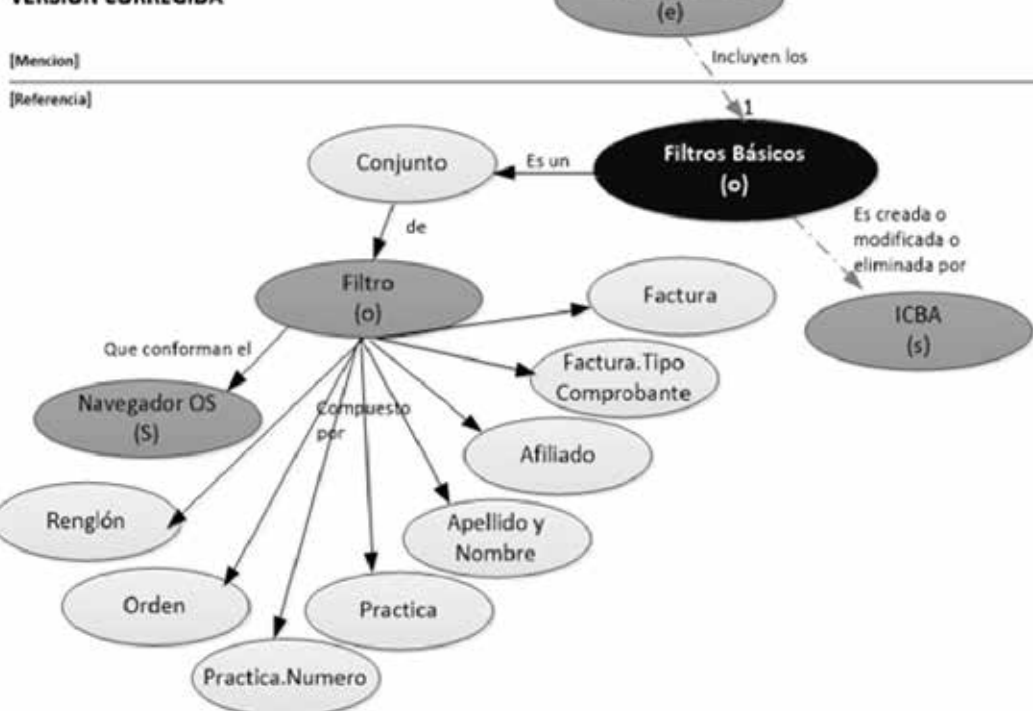 VERSIÓN CORREGIDA
(e)
[Mencion]
Incluyen los
[Referencia]
1
Conjunto
Es un
Filtros Básicos
(o)
de
Es creada o
modificada o
eliminada por
Filtro
(o)
Factura
ICBA
(s)
Que conforman el
Factura.Tipo
Comprobante
Navegador OS
(S)
Compuesto
por
Afiliado
Renglón
Apellido y
Nombre
Orden
Practica
Practica.Numero